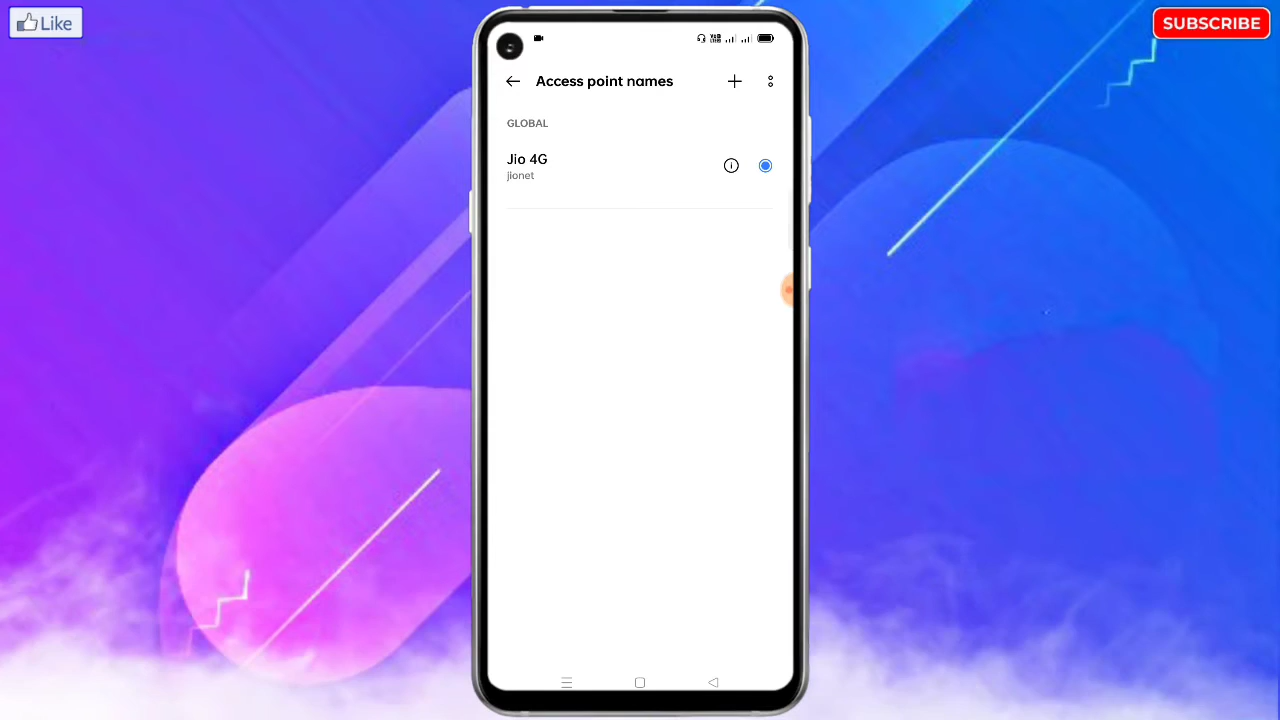 Like
SUBSCRIBE
Access point names
GLOBAL
Jio 4G
jionet